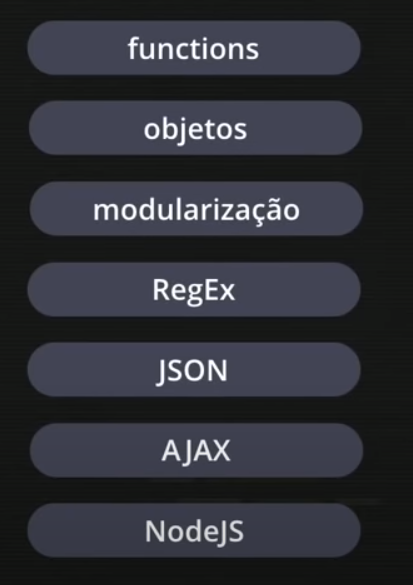 functions
objetos
modularização
RegEx
JSON
AJAX
NodeJS